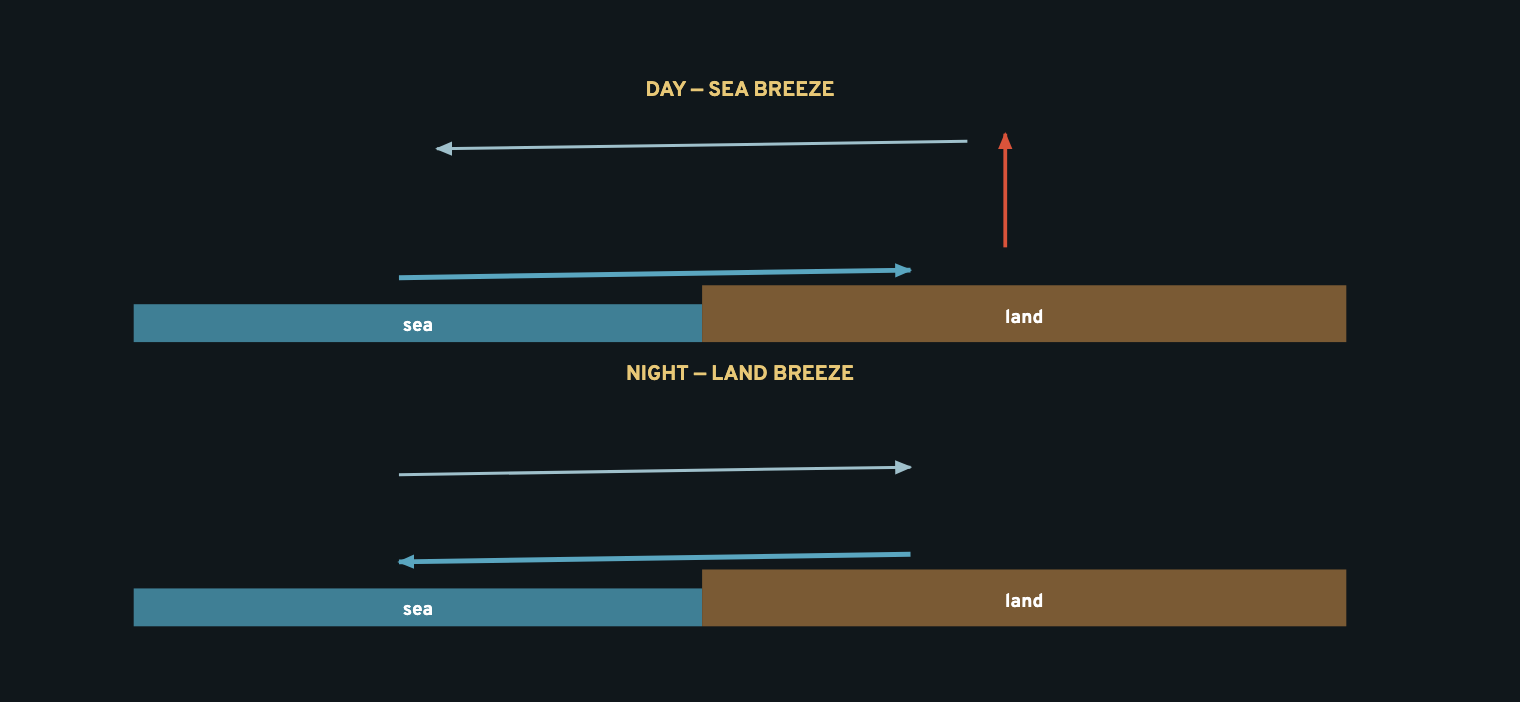 DAY — SEA BREEZE
sea
land
NIGHT — LAND BREEZE
sea
land